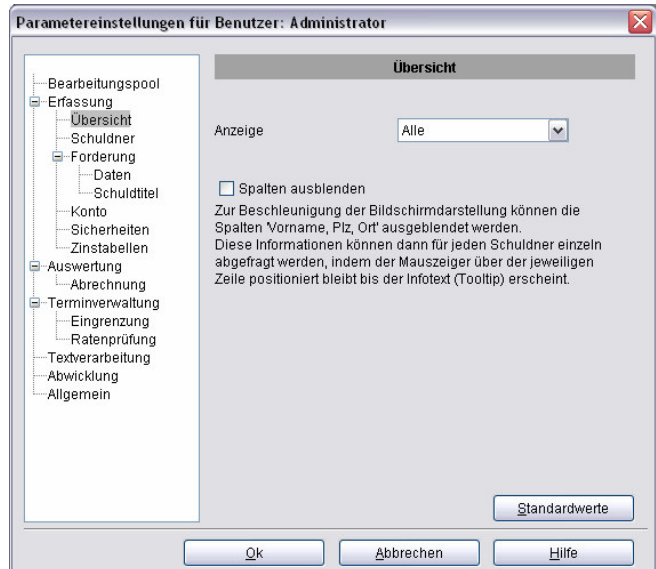 Parametereinstellungen für Benutzer: Administrator
Bearbeitungspool
Erfassung
Übersicht
Schuldner
Forderung
Daten
Schuldtitel
Konto
Sicherheiten
Zinstabellen
Auswertung
Abrechnung
Terminverwaltung
Eingrenzung
Ratenprüfung
Textverarbeitung
Abwicklung
Allgemein
Übersicht
Anzeige
Alle
Spalten ausblenden
Zur Beschleunigung der Bildschirmdarstellung können die
Spalten 'Vorname, Plz, Ort' ausgeblendet werden.
Diese Informationen können dann für jeden Schuldner einzeln
abgefragt werden, indem der Mauszeiger über der jeweiligen
Zeile positioniert bleibt bis der Infotext (Tooltip) erscheint.
Standardwerte
Ok
Abbrechen
Hilfe